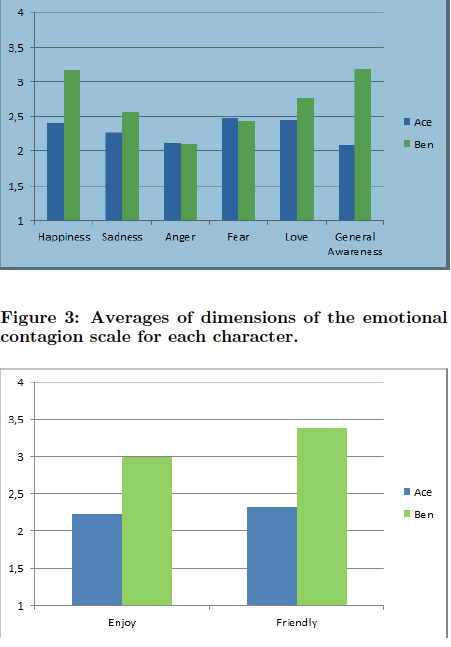 4
3,5
3
2,5
2
1,5
1
Happiness Sadness Anger Fear Love General
Awareness
Ace
Ben
Figure 3: Averages of dimensions of the emotional
contagion scale for each character.
4
3,5
3
2,5
2
1,5
1
Enjoy Friendly
Ace
Ben